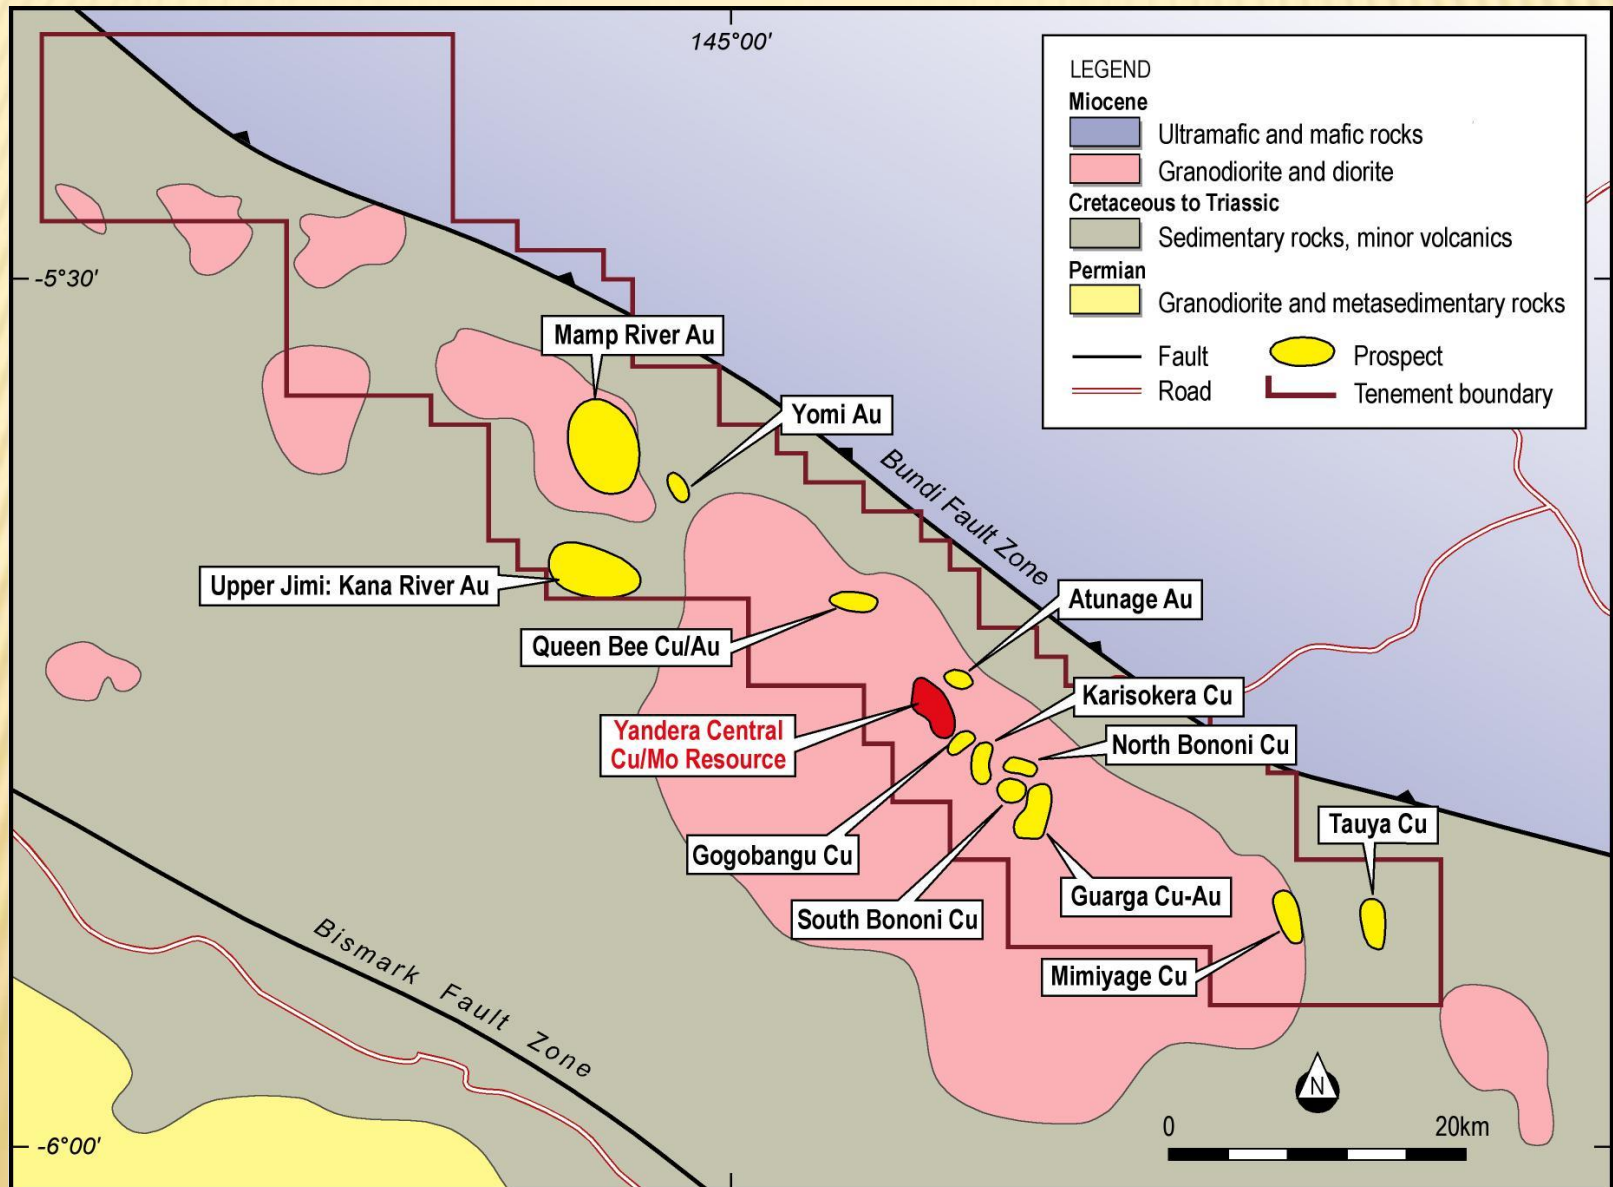 145°00'
LEGEND
Miocene
Ultramafic and mafic rocks
Granodiorite and diorite
Cretaceous to Triassic
Sedimentary rocks, minor volcanics
Permian
Granodiorite and metasedimentary rocks
Fault
Prospect
Road
Tenement boundary
-5°30'
Mamp River Au
Yomi Au
Bundi Fault Zone
Upper Jimi: Kana River Au
Atunage Au
Queen Bee Cu/Au
Karisokera Cu
Yandera Central
Cu/Mo Resource
North Bononi Cu
Tauya Cu
Gogobangu Cu
Guarga Cu-Au
South Bononi Cu
Mimiyage Cu
Bismark Fault Zone
N
0
20km
-6°00'